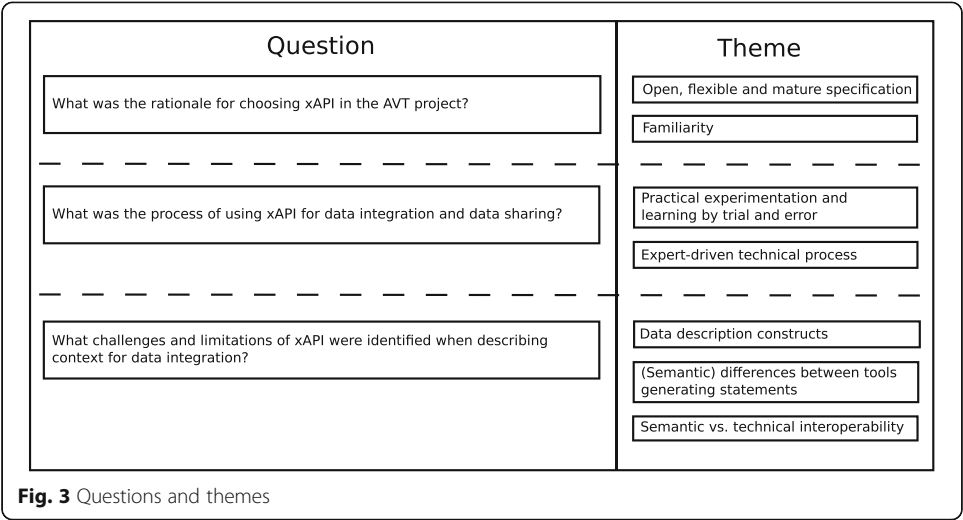 Question
Theme
What was the rationale for choosing xAPI in the AVT project?
Open, flexible and mature specification
Familiarity
What was the process of using xAPI for data integration and data sharing?
Practical experimentation and
learning by trial and error
Expert-driven technical process
What challenges and limitations of xAPI were identified when describing
context for data integration?
Data description constructs
(Semantic) differences between tools
generating statements
Semantic vs. technical interoperability
Fig. 3 Questions and themes